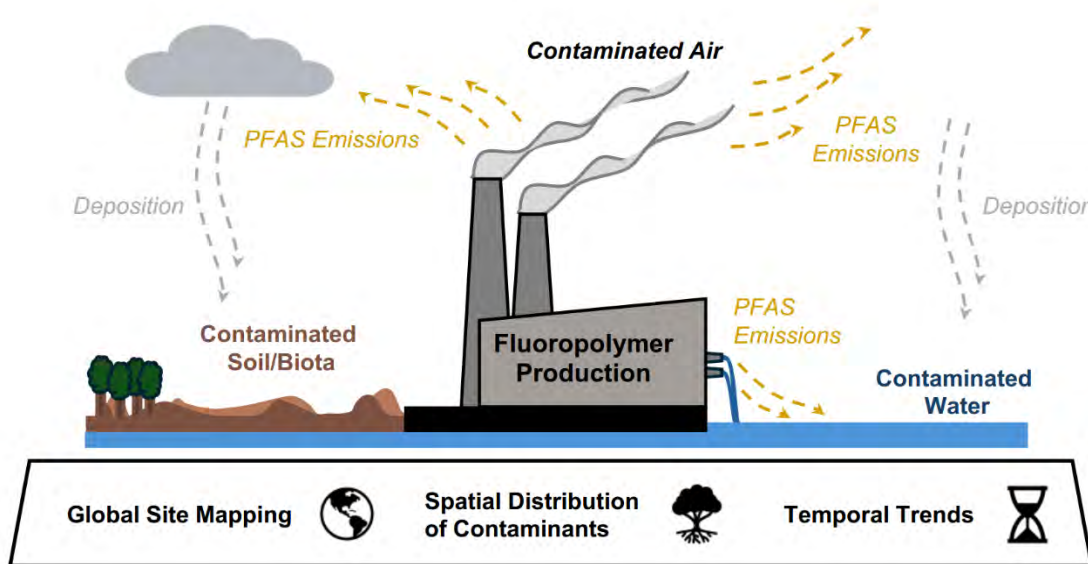 Contaminated Air
PFAS Emissions
PFAS
Emissions
Deposition
Deposition
Contaminated
Soil/Biota
Fluoropolymer
Production
PFAS
Emissions
Contaminated
Water
Global Site Mapping
Spatial Distribution
of Contaminants
Temporal Trends